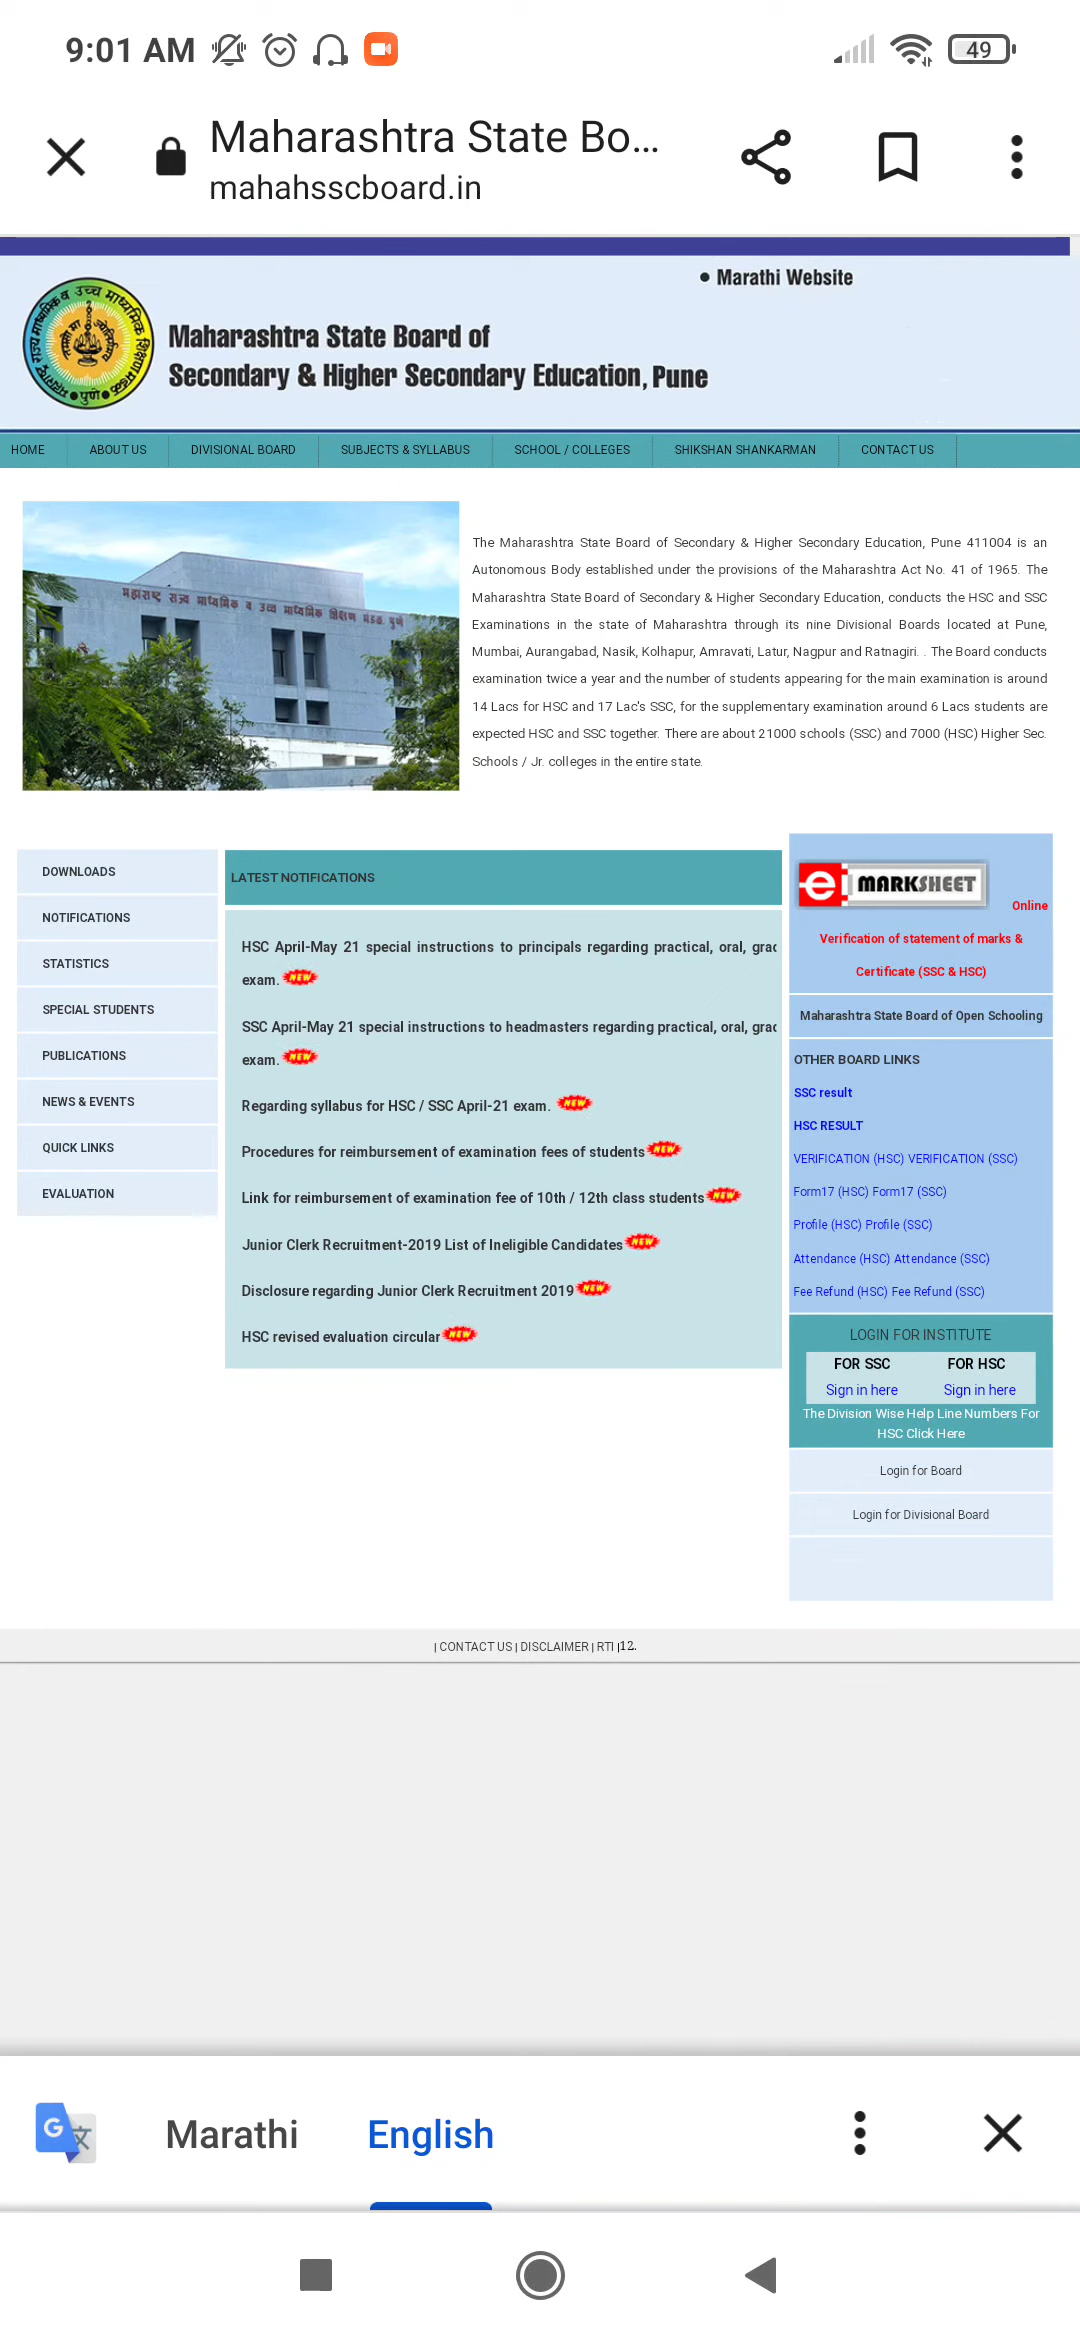 9:01 AM
49
Maharashtra State Bo...
mahahsscboard.in
• Marathi Website
Maharashtra State Board of
Secondary & Higher Secondary Education, Pune
HOME ABOUT US DIVISIONAL BOARD SUBJECTS & SYLLABUS SCHOOL / COLLEGES SHIKSHAN SHANKARMAN CONTACT US
महाराष्ट्र राज्य माध्यमिक व उच्च माध्यमिक शिक्षण मंडळ, पुणे
The Maharashtra State Board of Secondary & Higher Secondary Education, Pune 411004 is an
Autonomous Body established under the provisions of the Maharashtra Act No. 41 of 1965. The
Maharashtra State Board of Secondary & Higher Secondary Education, conducts the HSC and SSC
Examinations in the state of Maharashtra through its nine Divisional Boards located at Pune,
Mumbai, Aurangabad, Nasik, Kolhapur, Amravati, Latur, Nagpur and Ratnagiri. . The Board conducts
examination twice a year and the number of students appearing for the main examination is around
14 Lacs for HSC and 17 Lac's SSC, for the supplementary examination around 6 Lacs students are
expected HSC and SSC together. There are about 21000 schools (SSC) and 7000 (HSC) Higher Sec.
Schools / Jr. colleges in the entire state.
DOWNLOADS
NOTIFICATIONS
STATISTICS
SPECIAL STUDENTS
PUBLICATIONS
NEWS & EVENTS
QUICK LINKS
EVALUATION
LATEST NOTIFICATIONS
HSC April-May 21 special instructions to principals regarding practical, oral, grad
exam. NEW
SSC April-May 21 special instructions to headmasters regarding practical, oral, grad
exam. NEW
Regarding syllabus for HSC / SSC April-21 exam. NEW
Procedures for reimbursement of examination fees of students NEW
Link for reimbursement of examination fee of 10th / 12th class students NEW
Junior Clerk Recruitment-2019 List of Ineligible Candidates NEW
Disclosure regarding Junior Clerk Recruitment 2019 NEW
HSC revised evaluation circular NEW
e MARKSHEET Online
Verification of statement of marks &
Certificate (SSC & HSC)
Maharashtra State Board of Open Schooling
OTHER BOARD LINKS
SSC result
HSC RESULT
VERIFICATION (HSC) VERIFICATION (SSC)
Form17 (HSC) Form17 (SSC)
Profile (HSC) Profile (SSC)
Attendance (HSC) Attendance (SSC)
Fee Refund (HSC) Fee Refund (SSC)
LOGIN FOR INSTITUTE
FOR SSC FOR HSC
Sign in here Sign in here
The Division Wise Help Line Numbers For
HSC Click Here
Login for Board
Login for Divisional Board
| CONTACT US | DISCLAIMER | RTI |12.
Marathi English